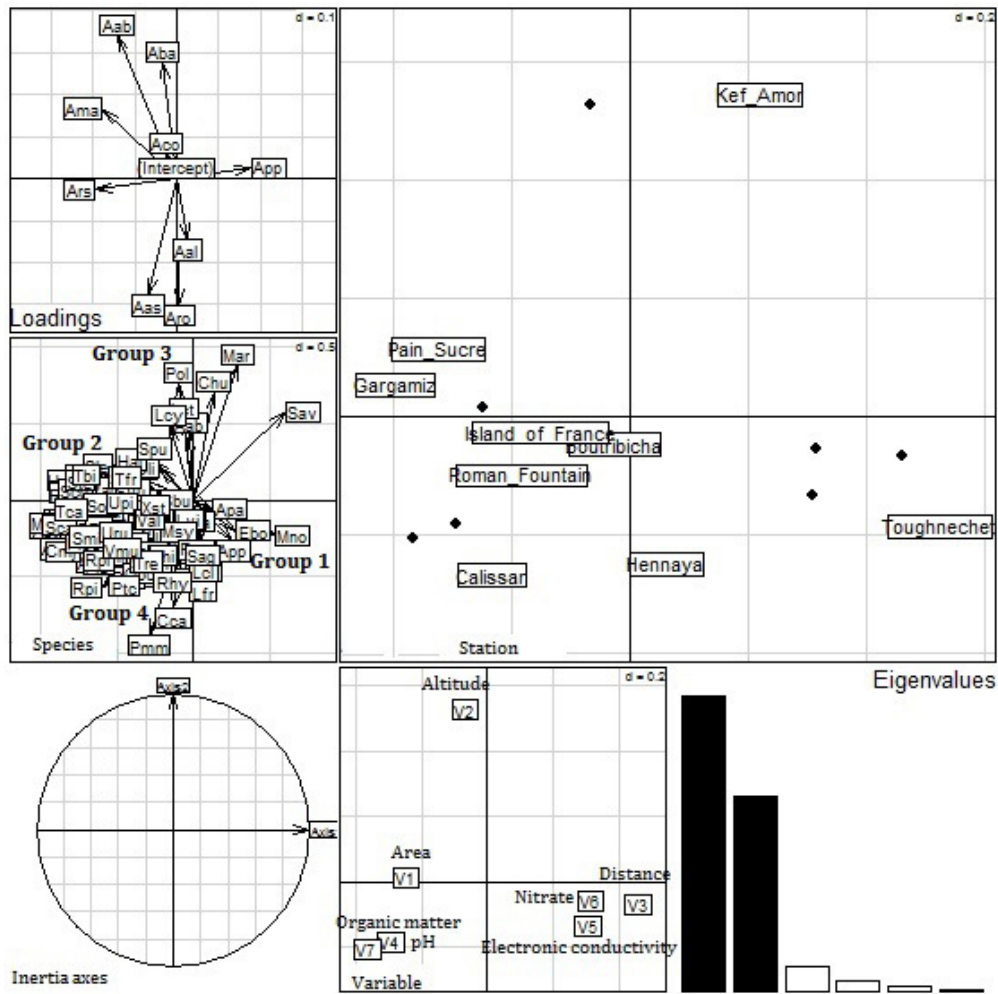 d = 0.1
Aab
Aba
Ama
Aco
(Intercept)
App
Ars
Aal
Aas
Aro
Loadings
d = 0.2
Kef_Amor
Pain_Sucre
Gargamiz
Island_of_France
Boutribicha
Roman_Fountain
Toughnechet
Hennaya
Calissar
Station
d = 0.5
Group 3
Mar
Pol
Chu
Lcy
Sav
Group 2
Spu
Tbi
Tfr
Upi
Xst
Tca
Val
Apa
Msy
Ebo
Mno
Vmu
Sag
App
Group 1
Tre
Rpi
Ptc
Rhy
Lfr
Group 4
Cca
Pmm
Species
Axis2
Axis
Inertia axes
d = 0.2
Altitude
V2
Area
V1
Distance
Nitrate
V6
V3
V5
Organic matter
V4
pH
V7
Electronic conductivity
Variable
Eigenvalues